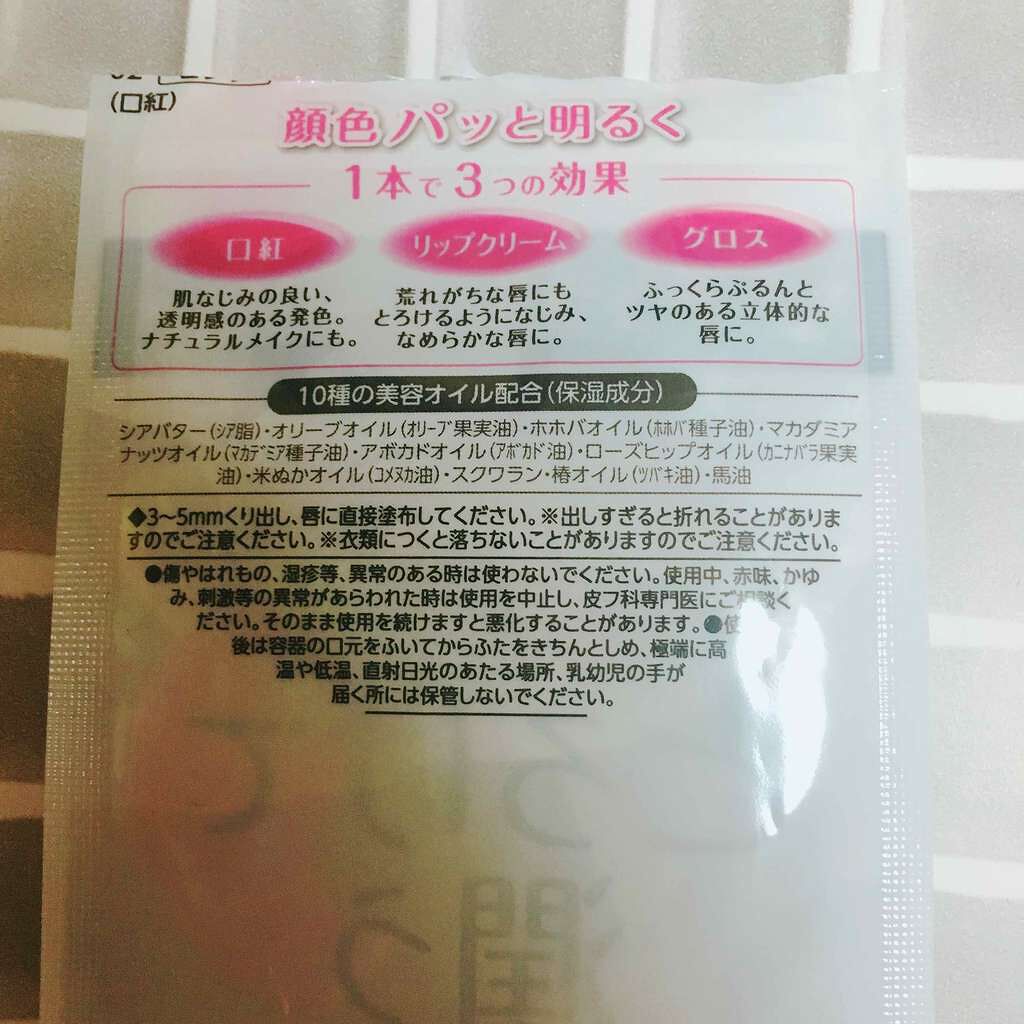 (口紅)
顔色パッと明るく
1本で3つの効果
口紅
肌なじみの良い、
透明感のある発色。
ナチュラルメイクにも。
リップクリーム
荒れがちな唇にも
とろけるようになじみ、
なめらかな唇に。
グロス
ふっくらぷるんと
ツヤのある立体的な
唇に。
10種の美容オイル配合(保湿成分)
シアバター(シア脂)・オリーブオイル(オリーブ果実油)・ホホバオイル(ホホバ種子油)・マカダミア
ナッツオイル(マカデミア種子油)・アボカドオイル(アボカド油)・ローズヒップオイル(カニナバラ果実
油)・米ぬかオイル(コメヌカ油)・スクワラン・椿オイル(ツバキ油)・馬油
◆3〜5mmくり出し、唇に直接塗布してください。※出しすぎると折れることがありま
すのでご注意ください。※衣類につくと落ちないことがありますのでご注意ください。
●傷やはれもの、湿疹等、異常のある時は使わないでください。使用中、赤味、かゆ
み、刺激等の異常があらわれた時は使用を中止し、皮フ科専門医にご相談く
ださい。そのまま使用を続けますと悪化することがあります。●使
後は容器の口元をふいてからふたをきちんとしめ、極端に高
温や低温、直射日光のあたる場所、乳幼児の手が
届く所には保管しないでください。